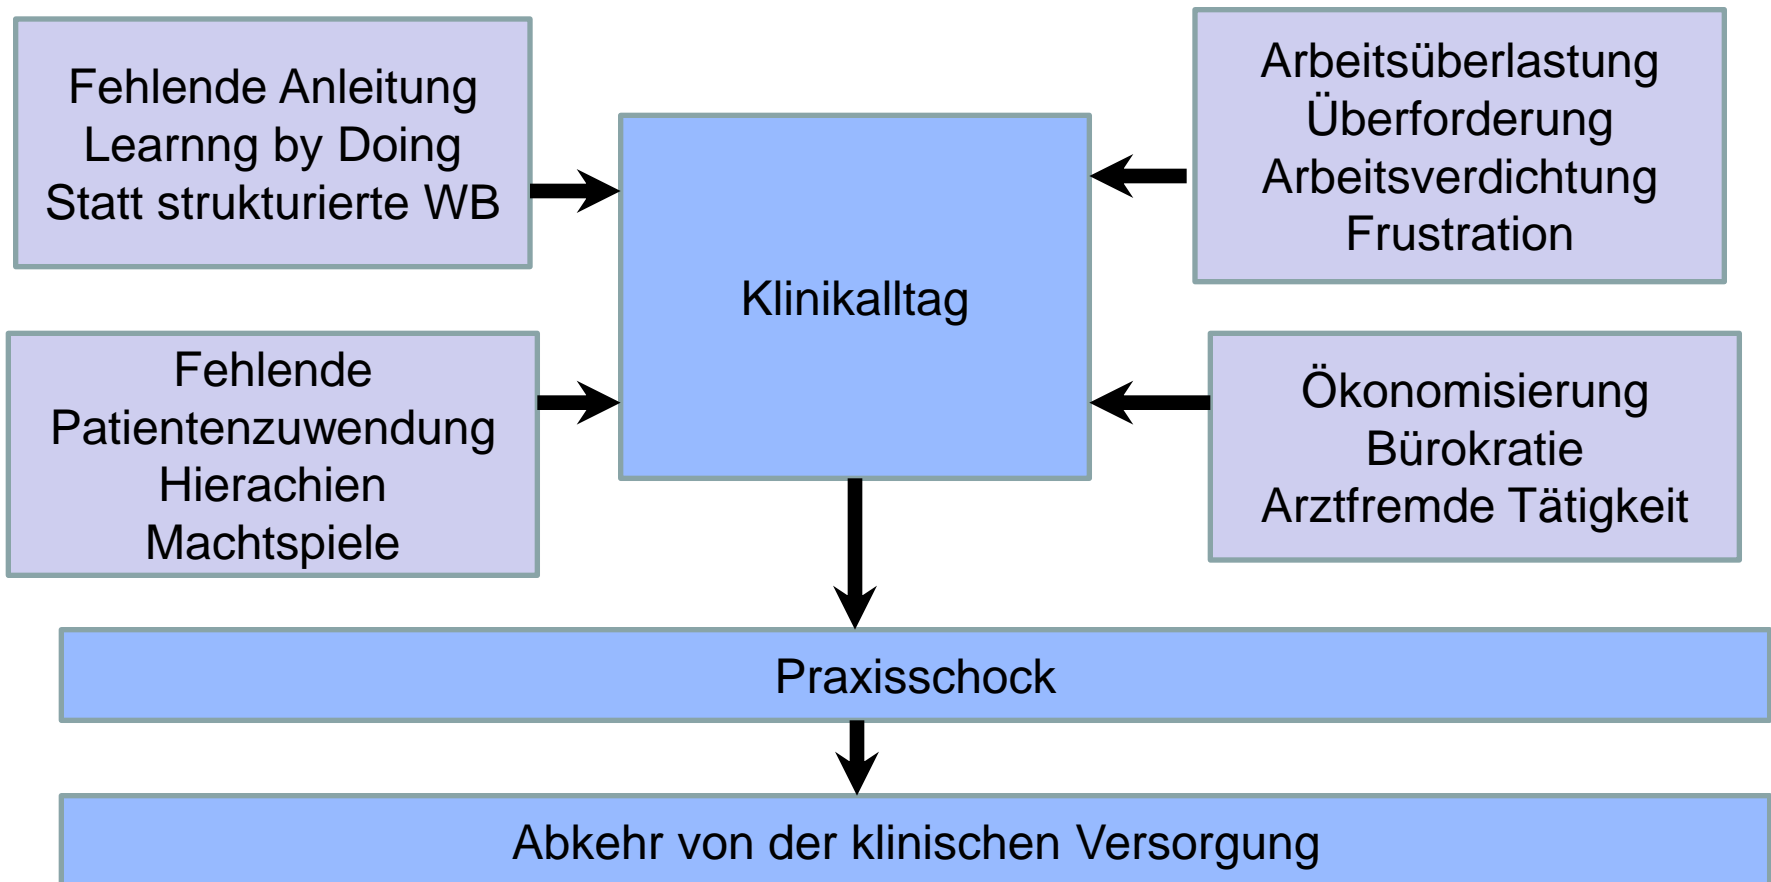 Fehlende Anleitung
Learnng by Doing
Statt strukturierte WB
Arbeitsüberlastung
Überforderung
Arbeitsverdichtung
Frustration
Klinikalltag
Fehlende
Patientenzuwendung
Hierachien
Machtspiele
Ökonomisierung
Bürokratie
Arztfremde Tätigkeit
Praxisschock
Abkehr von der klinischen Versorgung